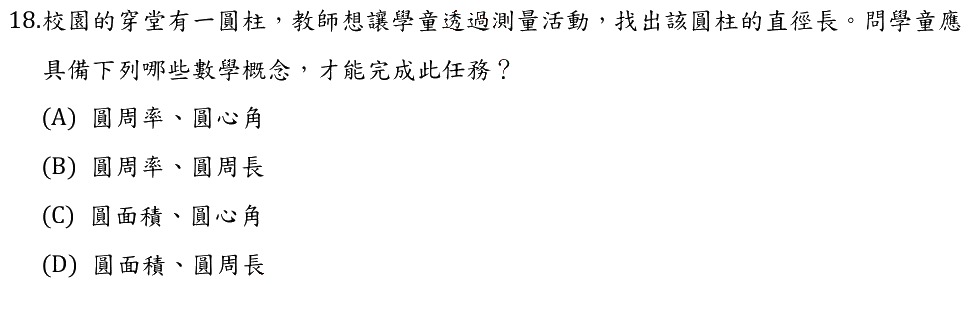 18.校園的穿堂有一圓柱，教師想讓學童透過測量活動，找出該圓柱的直徑長。問學童應
具備下列哪些數學概念，才能完成此任務？
(A) 圓周率、圓心角
(B) 圓周率、圓周長
(C) 圓面積、圓心角
(D) 圓面積、圓周長